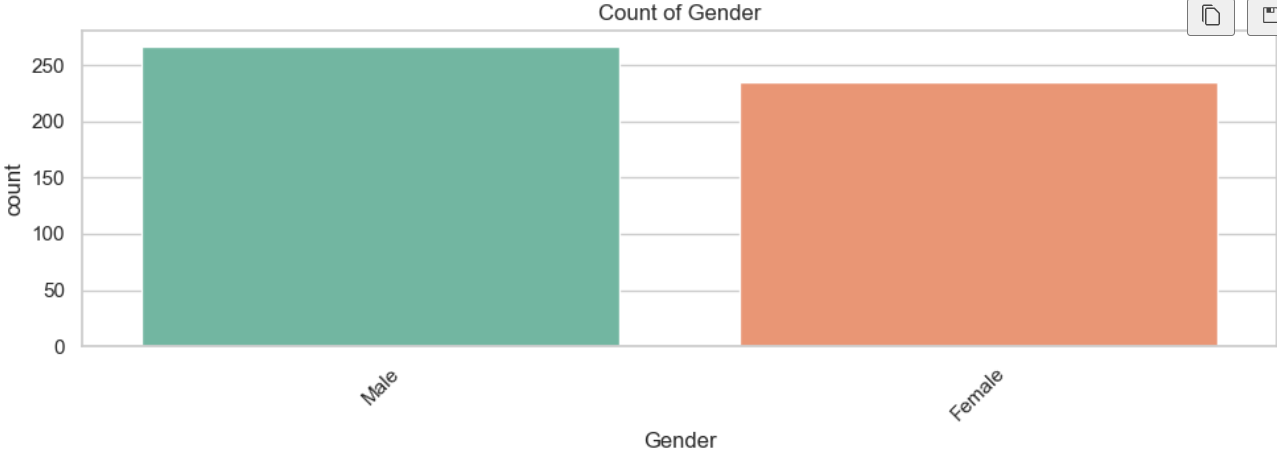 Count of Gender
250
200
150
100
50
0
count
Male
Female
Gender